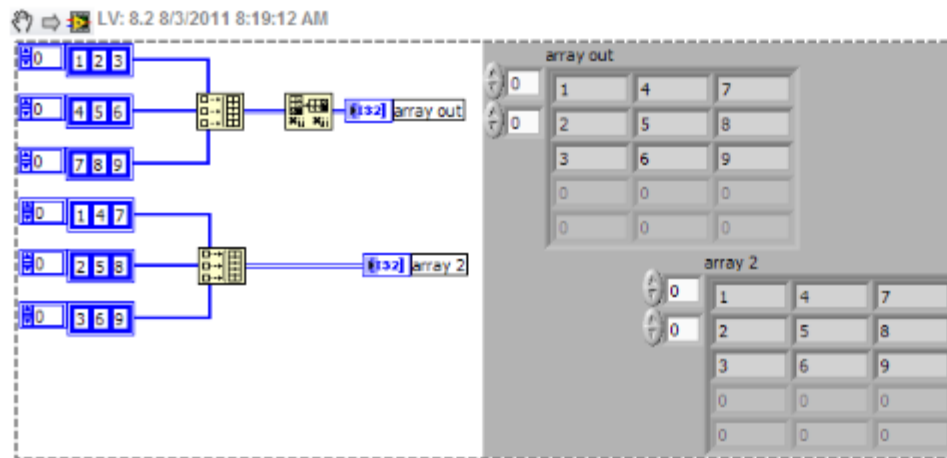 LV: 8.2 8/3/2011 8:19:12 AM
0 1 2 3
0 4 5 6
[I32] array out
0 7 8 9
0 1 4 7
0 2 5 8
[I32] array 2
0 3 6 9
array out
0 1 4 7
0 2 5 8
3 6 9
0 0 0
0 0 0
array 2
0 1 4 7
0 2 5 8
3 6 9
0 0 0
0 0 0